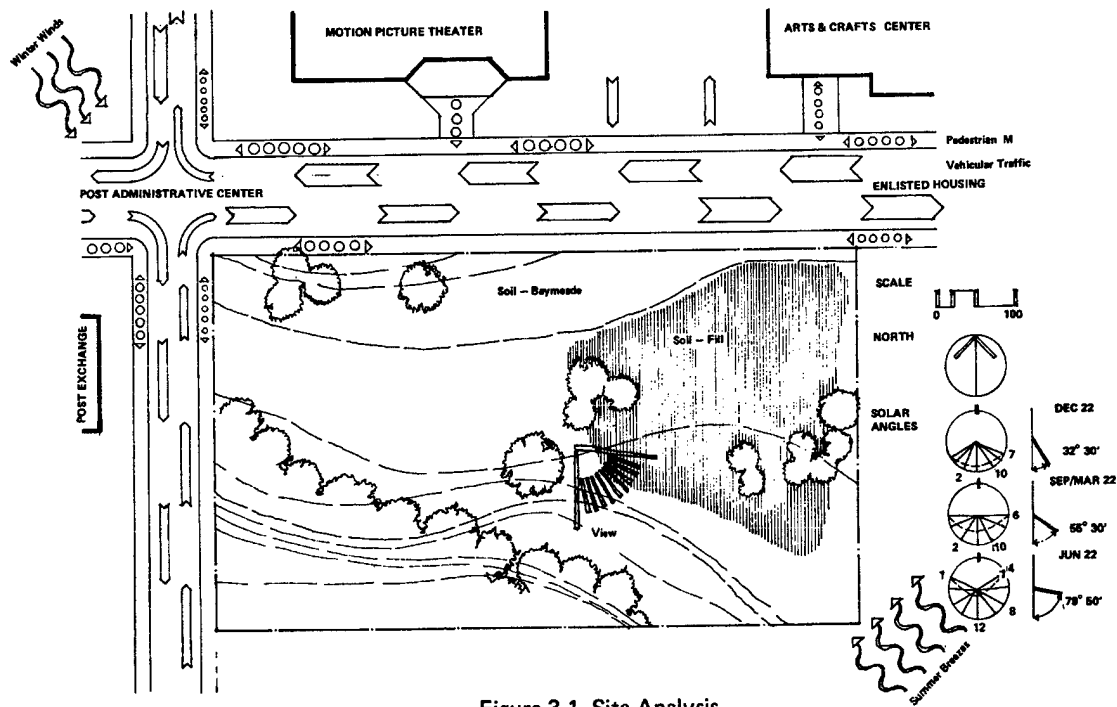 Winter Winds
MOTION PICTURE THEATER
ARTS & CRAFTS CENTER
Pedestrian M
Vehicular Traffic
POST ADMINISTRATIVE CENTER
ENLISTED HOUSING
Soil – Baymeade
SCALE
0 100
Soil – Fill
NORTH
POST EXCHANGE
SOLAR
ANGLES
DEC 22
7
2 10
32° 30'
SEP/MAR 22
6
2 10
55° 30'
View
JUN 22
4
8
12
79° 50'
Summer Breezes
Figure 3-1 Site Analysis